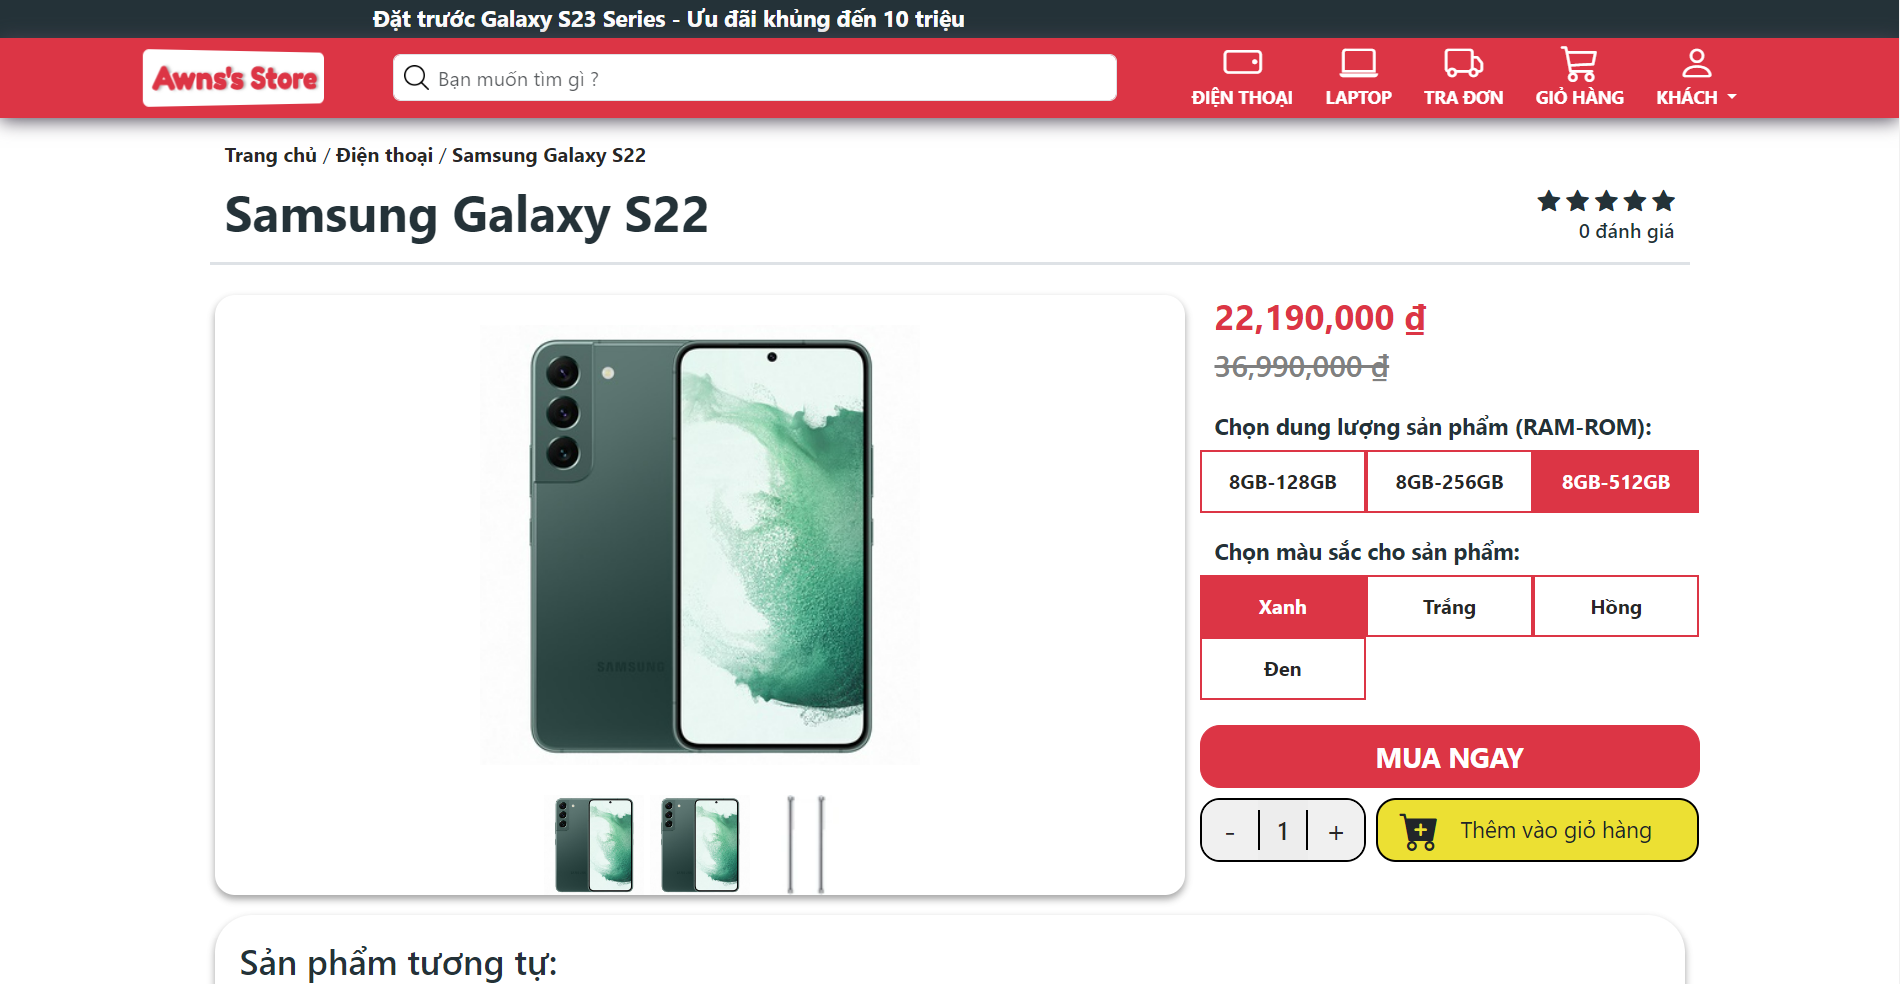 Đặt trước Galaxy S23 Series - Ưu đãi khủng đến 10 triệu
Awns's Store
Bạn muốn tìm gì ?
ĐIỆN THOẠI
LAPTOP
TRA ĐƠN
GIỎ HÀNG
KHÁCH
Trang chủ / Điện thoại / Samsung Galaxy S22
Samsung Galaxy S22
0 đánh giá
22,190,000 ₫
36,990,000 ₫
Chọn dung lượng sản phẩm (RAM-ROM):
8GB-128GB
8GB-256GB
8GB-512GB
Chọn màu sắc cho sản phẩm:
Xanh
Trắng
Hồng
Đen
SAMSUNG
MUA NGAY
- 1 +
Thêm vào giỏ hàng
Sản phẩm tương tự: